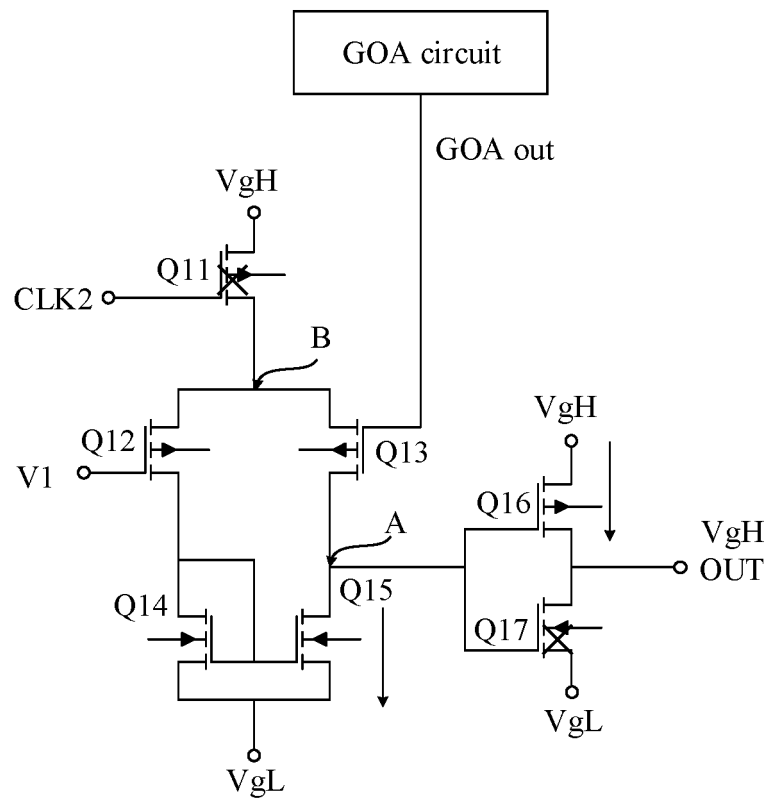 GOA circuit
GOA out
VgH
Q11
CLK2
B
VgH
Q12
Q13
V1
Q16
A
VgH
OUT
Q14
Q15
Q17
VgL
VgL